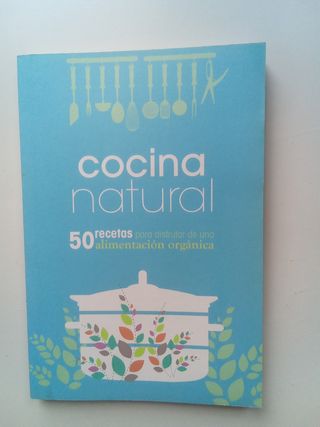 cocina
natural
50 recetas para disfrutar de una
alimentación orgánica